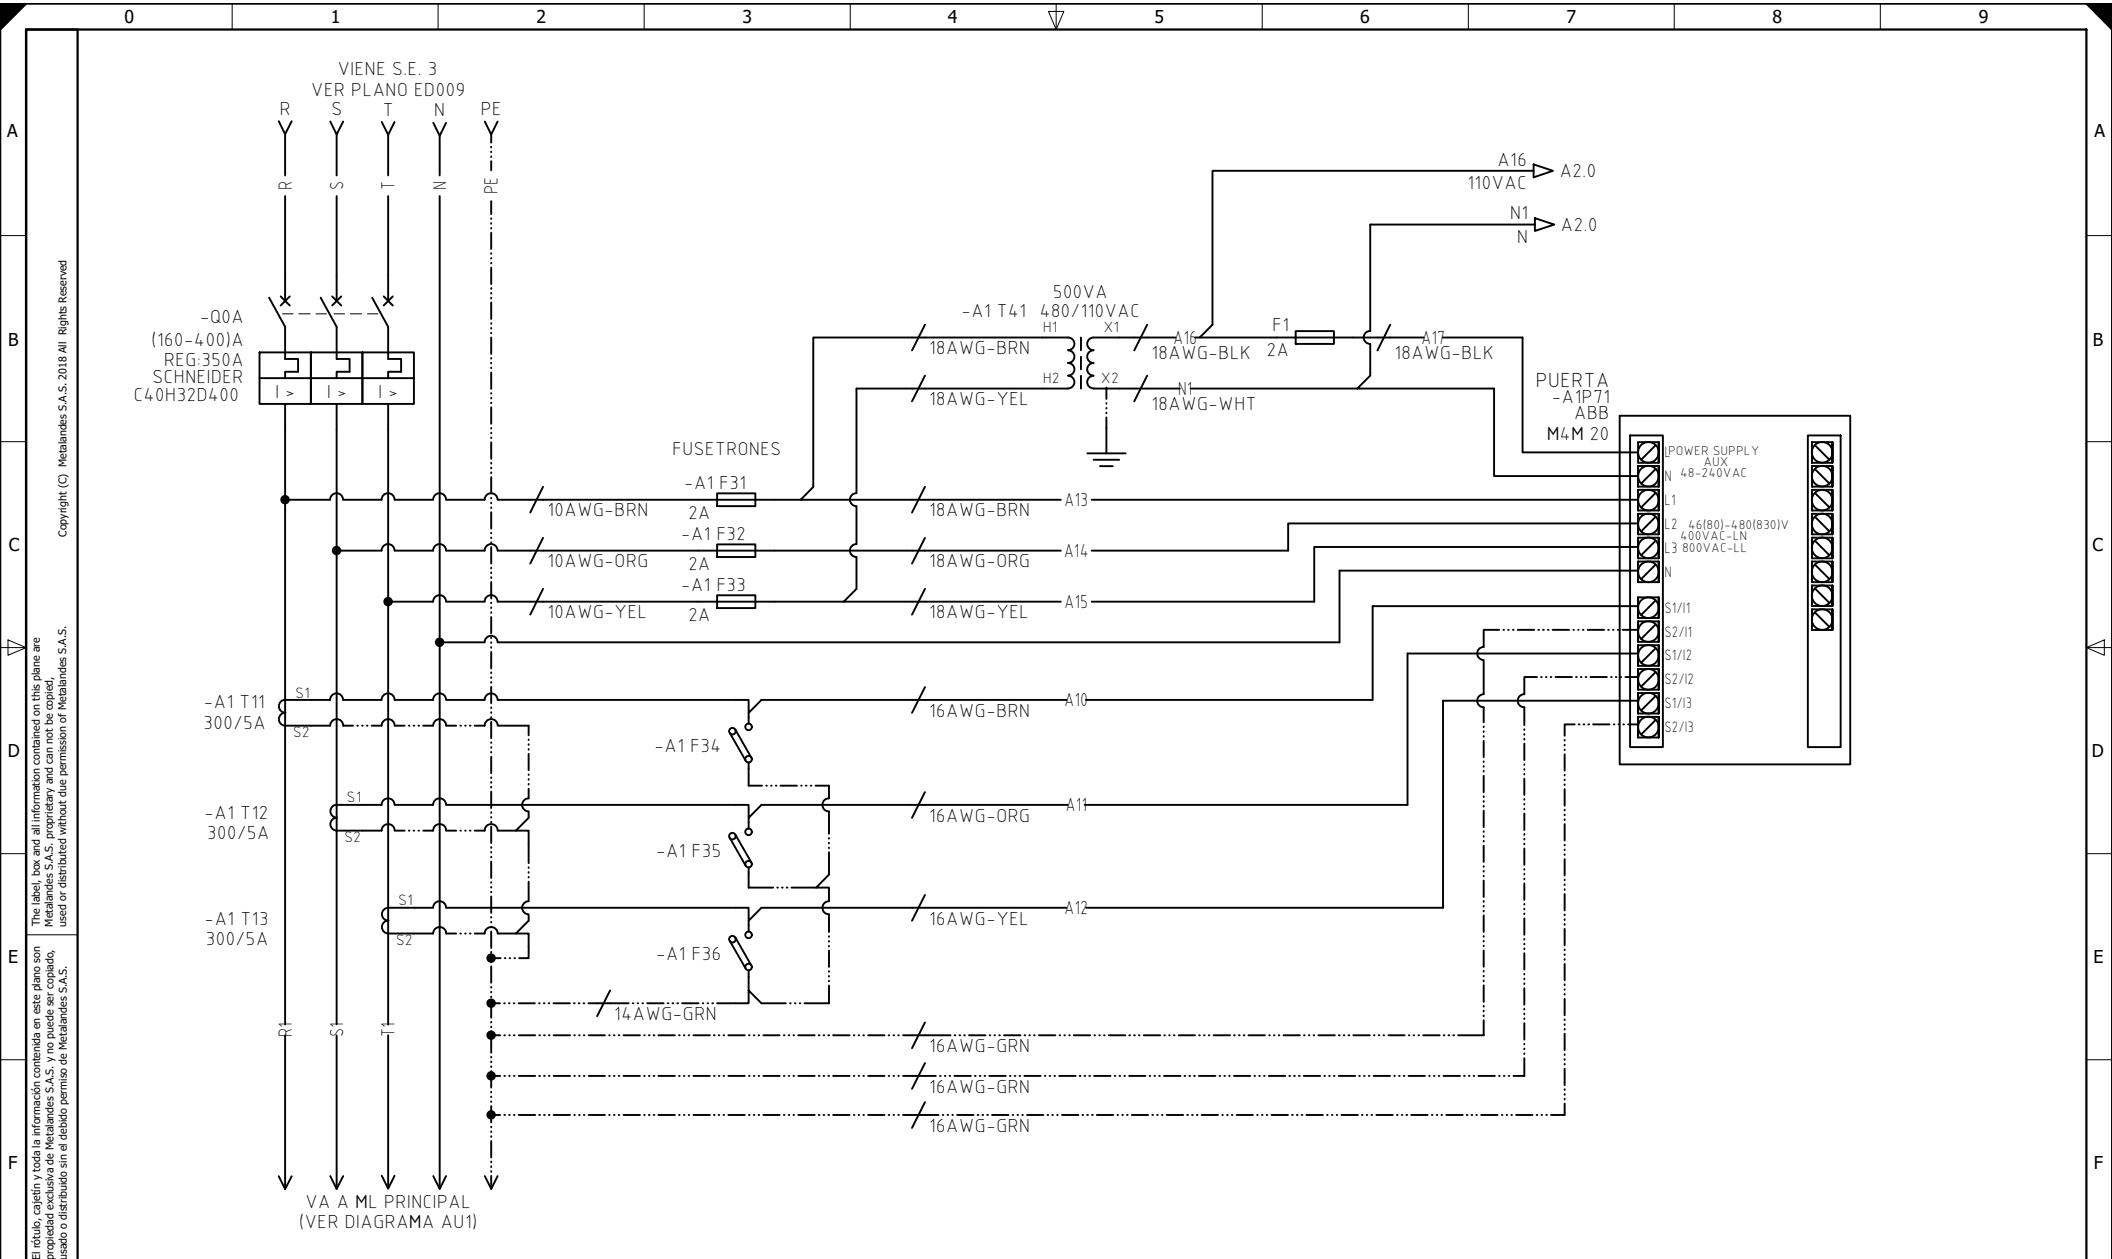 0 1 2 3 4 5 6 7 8 9
VIENE S.E. 3
VER PLANO ED009
R S T N PE
A A
R S T N PE
A16
110VAC
A2.0
N1
N
A2.0
-Q0A
(160-400)A
REG:350A
SCHNEIDER
C40H32D400
I > I > I >
B B
500VA
-A1 T41 480/110VAC
H1 X1
H2 X2
18AWG-BRN
18AWG-YEL
A16
18AWG-BLK
F1
2A
A17
18AWG-BLK
N1
18AWG-WHT
PUERTA
-A1P71
ABB
M4M 20
L POWER SUPPLY
AUX
N 48-240VAC
L1
L2 46(80)-480(830)V
400VAC-LN
L3 800VAC-LL
N
S1/I1
S2/I1
S1/I2
S2/I2
S1/I3
S2/I3
FUSETRONES
C C
10AWG-BRN
-A1 F31
2A
18AWG-BRN
A13
10AWG-ORG
-A1 F32
2A
18AWG-ORG
A14
10AWG-YEL
-A1 F33
2A
18AWG-YEL
A15
D D
-A1 T11
300/5A
S1
S2
-A1 F34
16AWG-BRN
A10
-A1 T12
300/5A
S1
S2
-A1 F35
16AWG-ORG
A11
E E
-A1 T13
300/5A
S1
S2
-A1 F36
16AWG-YEL
A12
14AWG-GRN
R1 S1 T1
16AWG-GRN
16AWG-GRN
16AWG-GRN
F F
VA A ML PRINCIPAL
(VER DIAGRAMA AU1)
Copyright (C) Metalandes S.A.S. 2018 All Rights Reserved
The label, box and all information contained on this plane are
Metalandes S.A.S. proprietary and can not be copied,
used or distributed without due permission of Metalandes S.A.S.
El rótulo, cajetín y toda la información contenida en este plano son
propiedad exclusiva de Metalandes S.A.S. y no puede ser copiado,
usado o distribuido sin el debido permiso de Metalandes S.A.S.